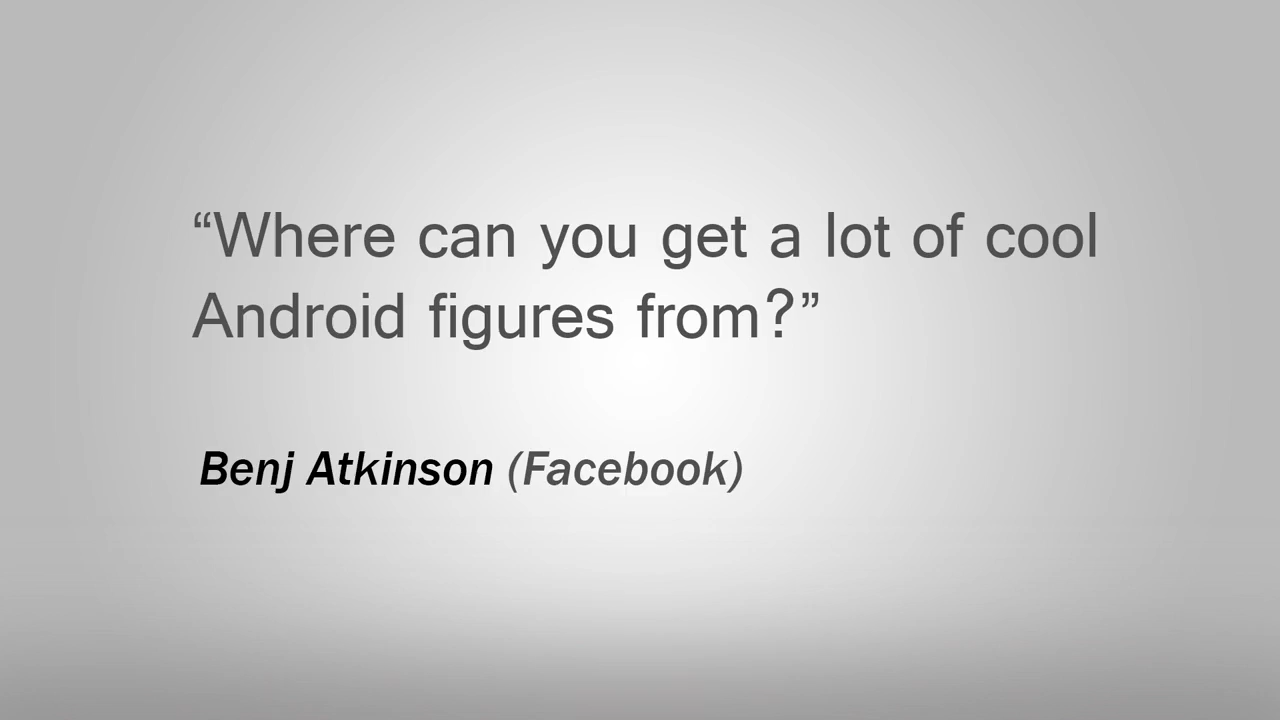 “Where can you get a lot of cool
Android figures from?”
Benj Atkinson (Facebook)